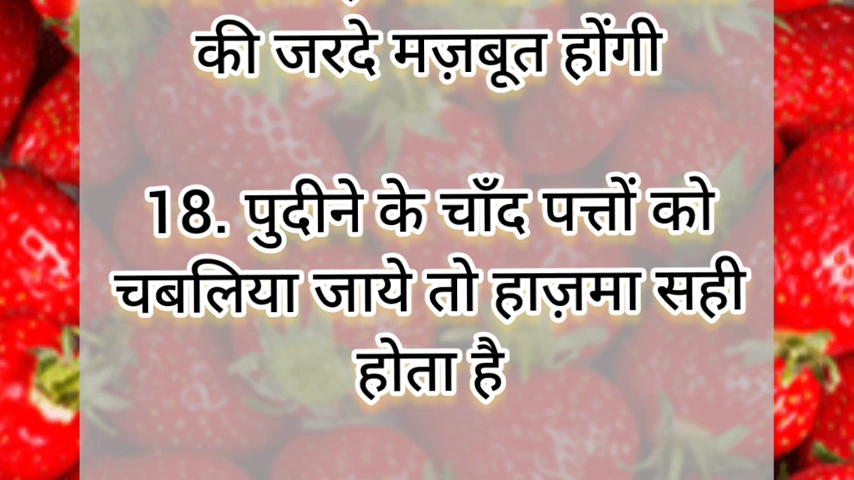 की जरदे मज़बूत होंगी
18. पुदीने के चाँद पत्तों को
चबलिया जाये तो हाज़मा सही
होता है